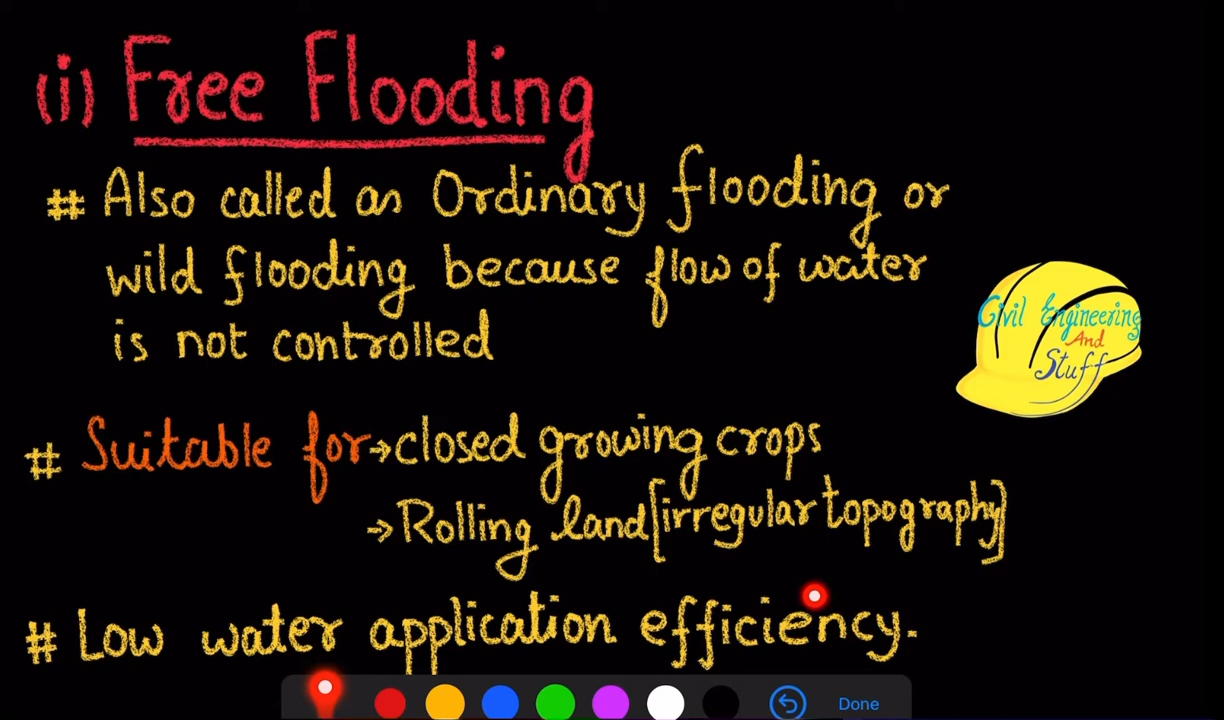 (i) Free Flooding
# Also called as Ordinary flooding or
wild flooding because flow of water
is not controlled
Civil Engineering
And
Stuff
# Suitable for → closed growing crops
→ Rolling land [irregular topography]
# Low water application efficiency.
Done